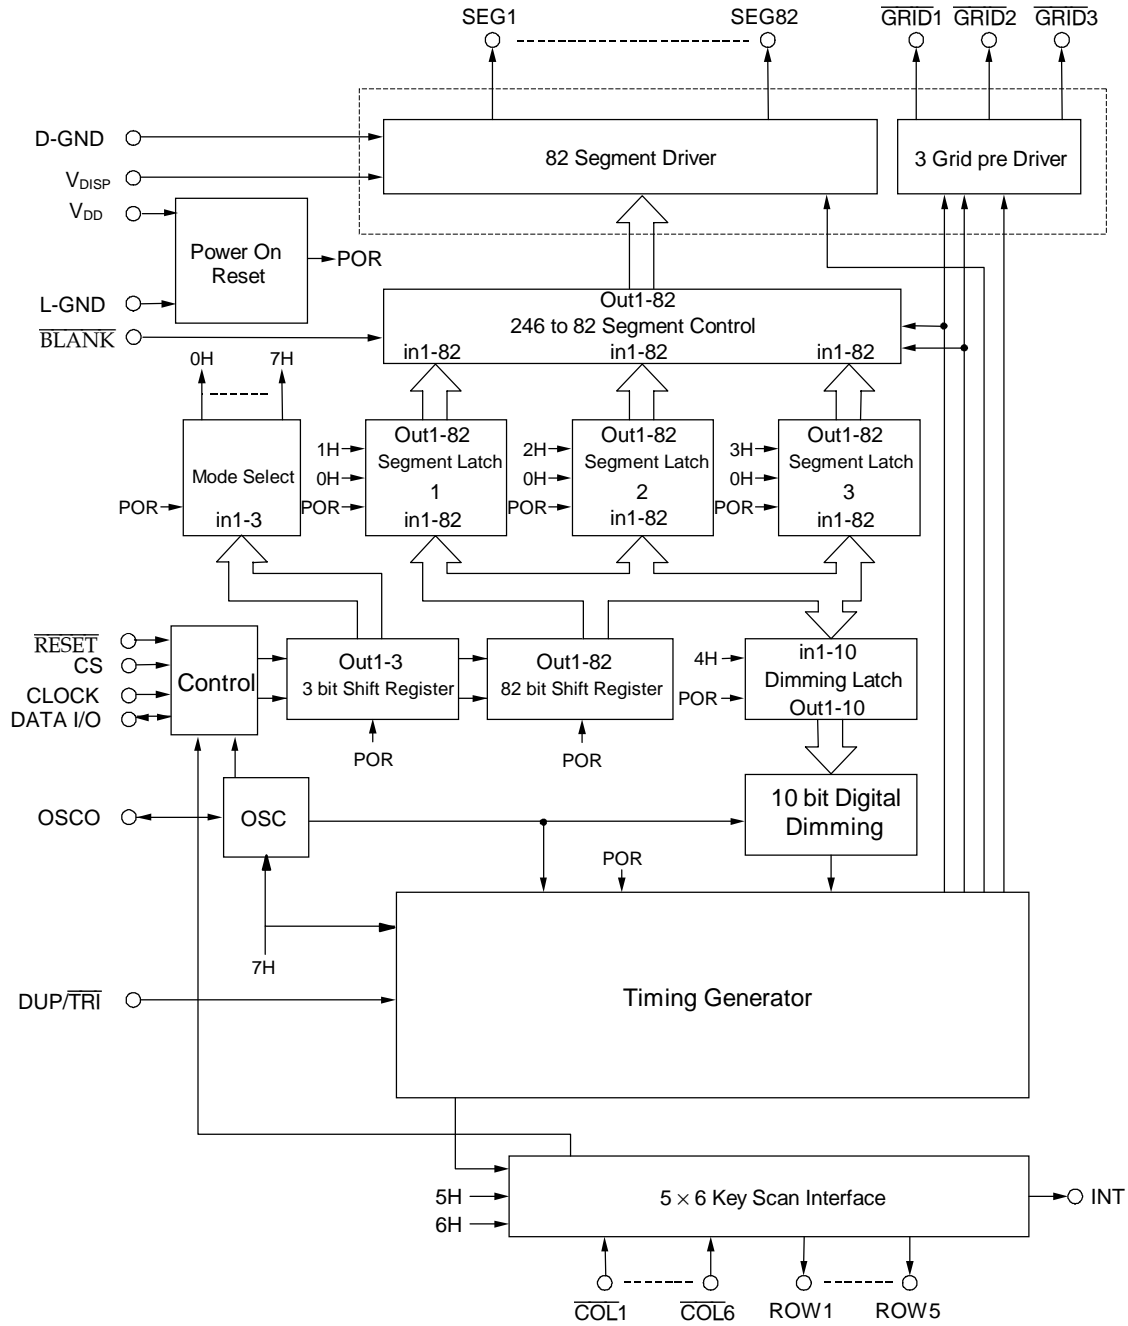 SEG1
SEG82
GRID1
GRID2
GRID3
D-GND
82 Segment Driver
3 Grid pre Driver
VDISP
VDD
Power On
Reset
POR
L-GND
Out1-82
246 to 82 Segment Control
in1-82
in1-82
in1-82
BLANK
0H
7H
Mode Select
POR
in1-3
1H
0H
POR
Out1-82
Segment Latch
1
in1-82
2H
0H
POR
Out1-82
Segment Latch
2
in1-82
3H
0H
POR
Out1-82
Segment Latch
3
in1-82
RESET
CS
CLOCK
DATA I/O
Control
Out1-3
3 bit Shift Register
POR
Out1-82
82 bit Shift Register
POR
4H
POR
in1-10
Dimming Latch
Out1-10
OSCO
OSC
10 bit Digital
Dimming
POR
7H
DUP/TRI
Timing Generator
5H
6H
5 × 6 Key Scan Interface
INT
COL1
COL6
ROW1
ROW5